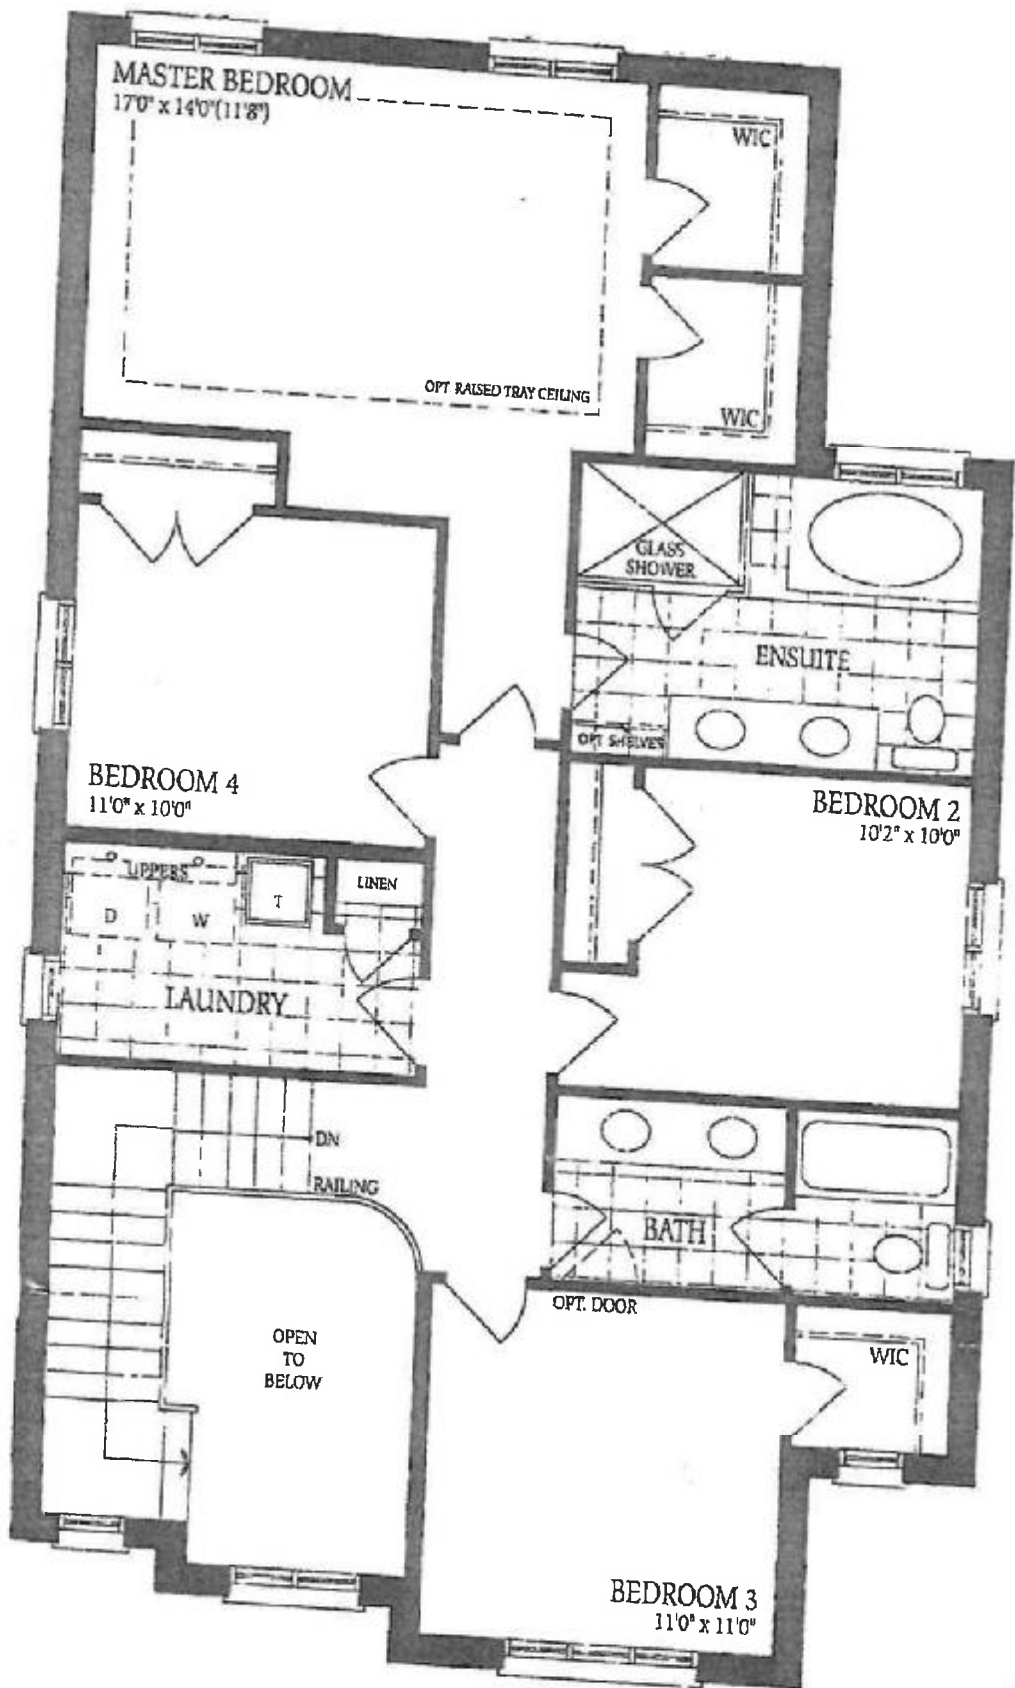 MASTER BEDROOM
17'0" x 14'0"(11'8")
WIC
OPT RAISED TRAY CEILING
WIC
GLASS
SHOWER
ENSUITE
OPT SHELVES
BEDROOM 4
11'0" x 10'0"
BEDROOM 2
10'2" x 10'0"
UPPERS
D
W
T
LINEN
LAUNDRY
DN
RAILING
BATH
OPT. DOOR
OPEN
TO
BELOW
WIC
BEDROOM 3
11'0" x 11'0"